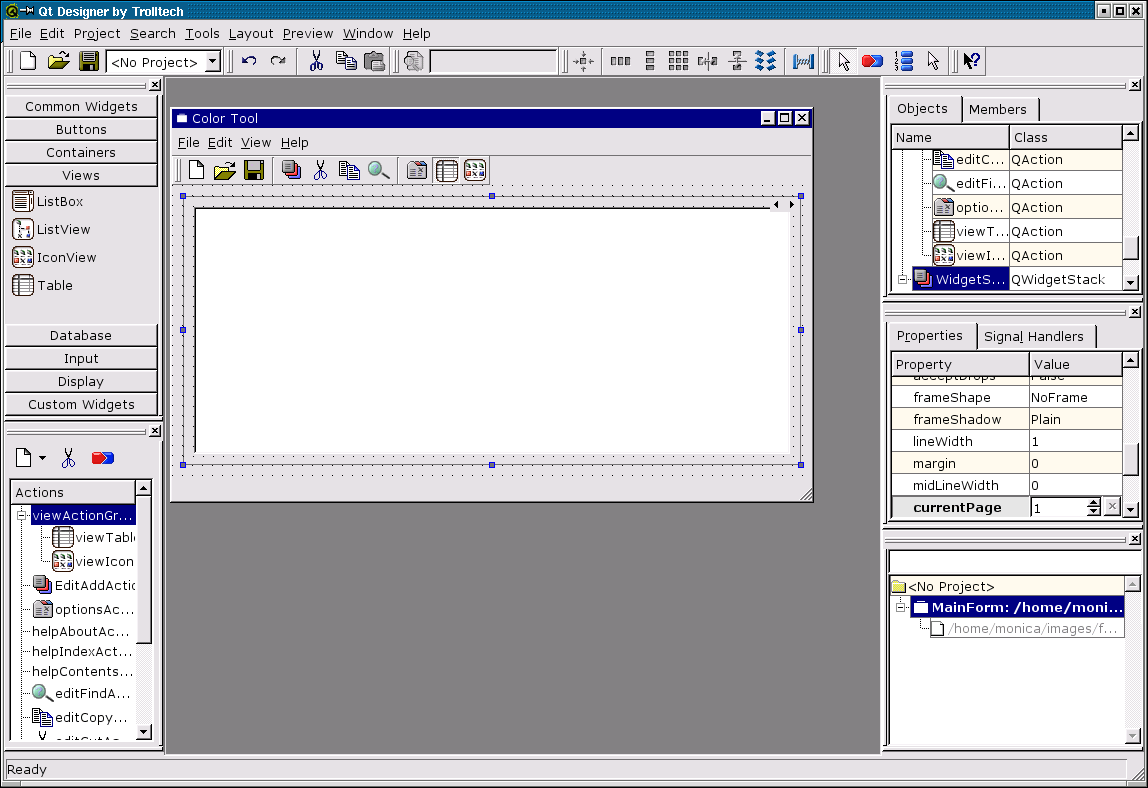 Qt Designer by Trolltech
File Edit Project Search Tools Layout Preview Window Help
<No Project>
Common Widgets
Buttons
Containers
Views
ListBox
ListView
IconView
Table
Database
Input
Display
Custom Widgets
Actions
viewActionGr...
viewTabl
viewIcon
EditAddActio
optionsAc...
helpAboutAc...
helpIndexAct...
helpContents...
editFindA...
editCopy...
Color Tool
File Edit View Help
Objects Members
Name Class
editC... QAction
editFi... QAction
optio... QAction
viewT... QAction
viewI... QAction
WidgetS... QWidgetStack
Properties Signal Handlers
Property Value
acceptDrops False
frameShape NoFrame
frameShadow Plain
lineWidth 1
margin 0
midLineWidth 0
currentPage 1
<No Project>
MainForm: /home/moni...
/home/monica/images/f...
Ready